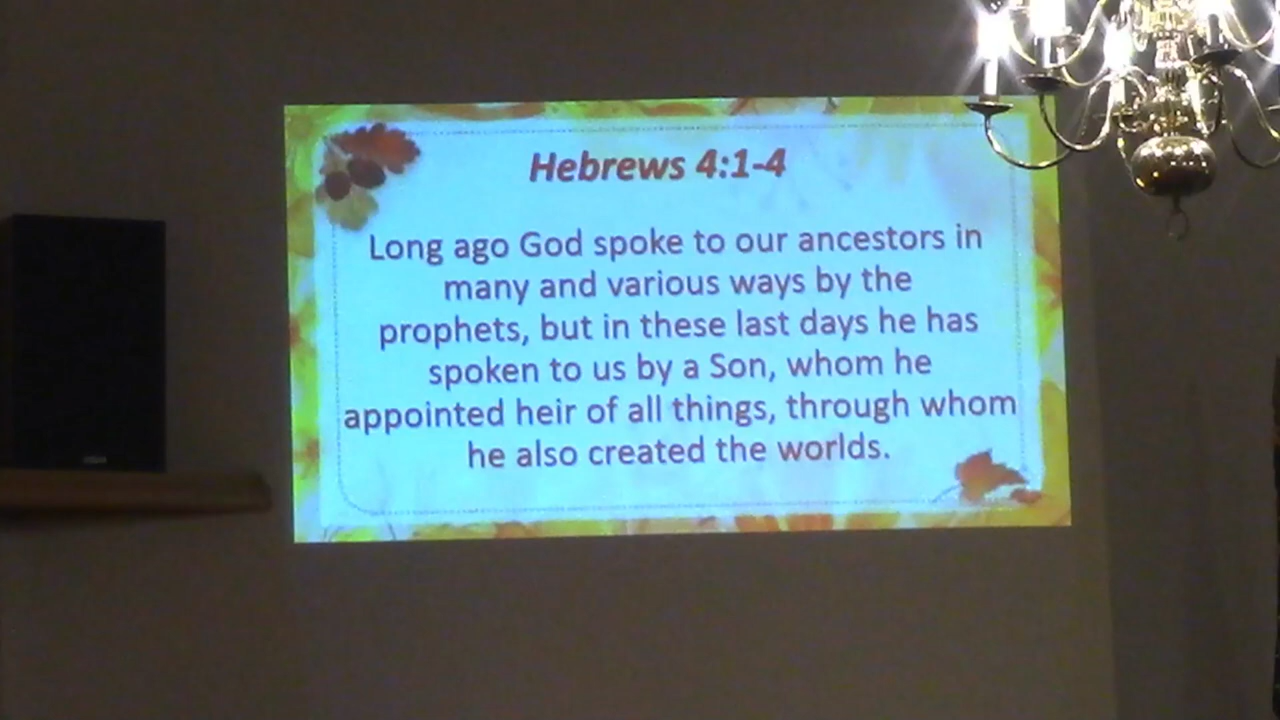 Hebrews 4:1-4
Long ago God spoke to our ancestors in
many and various ways by the
prophets, but in these last days he has
spoken to us by a Son, whom he
appointed heir of all things, through whom
he also created the worlds.